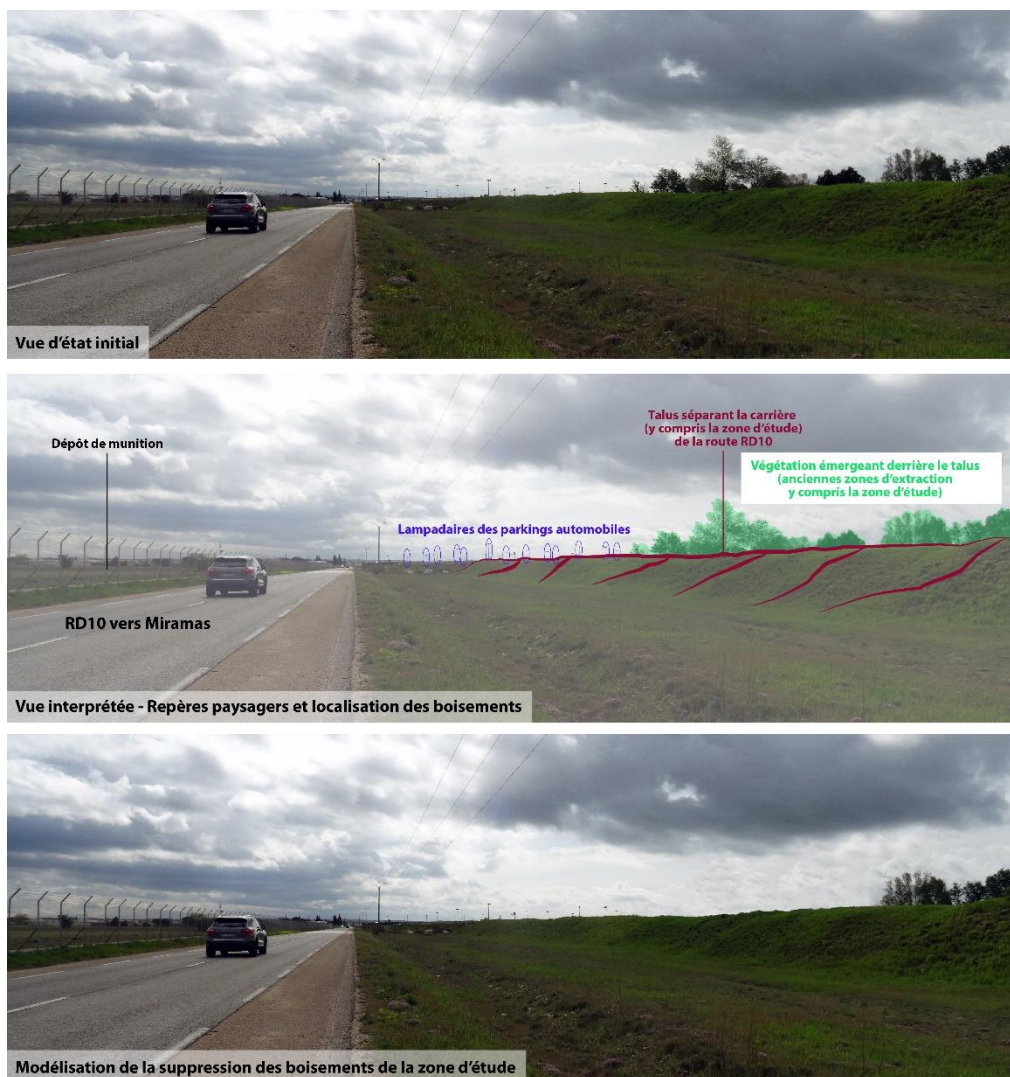 Vue d'état initial
Dépôt de munition
Talus séparant la carrière
(y compris la zone d'étude)
de la route RD10
Végétation émergeant derrière le talus
(anciennes zones d'extraction
y compris la zone d'étude)
Lampadaires des parkings automobiles
RD10 vers Miramas
Vue interprétée - Repères paysagers et localisation des boisements
Modélisation de la suppression des boisements de la zone d'étude